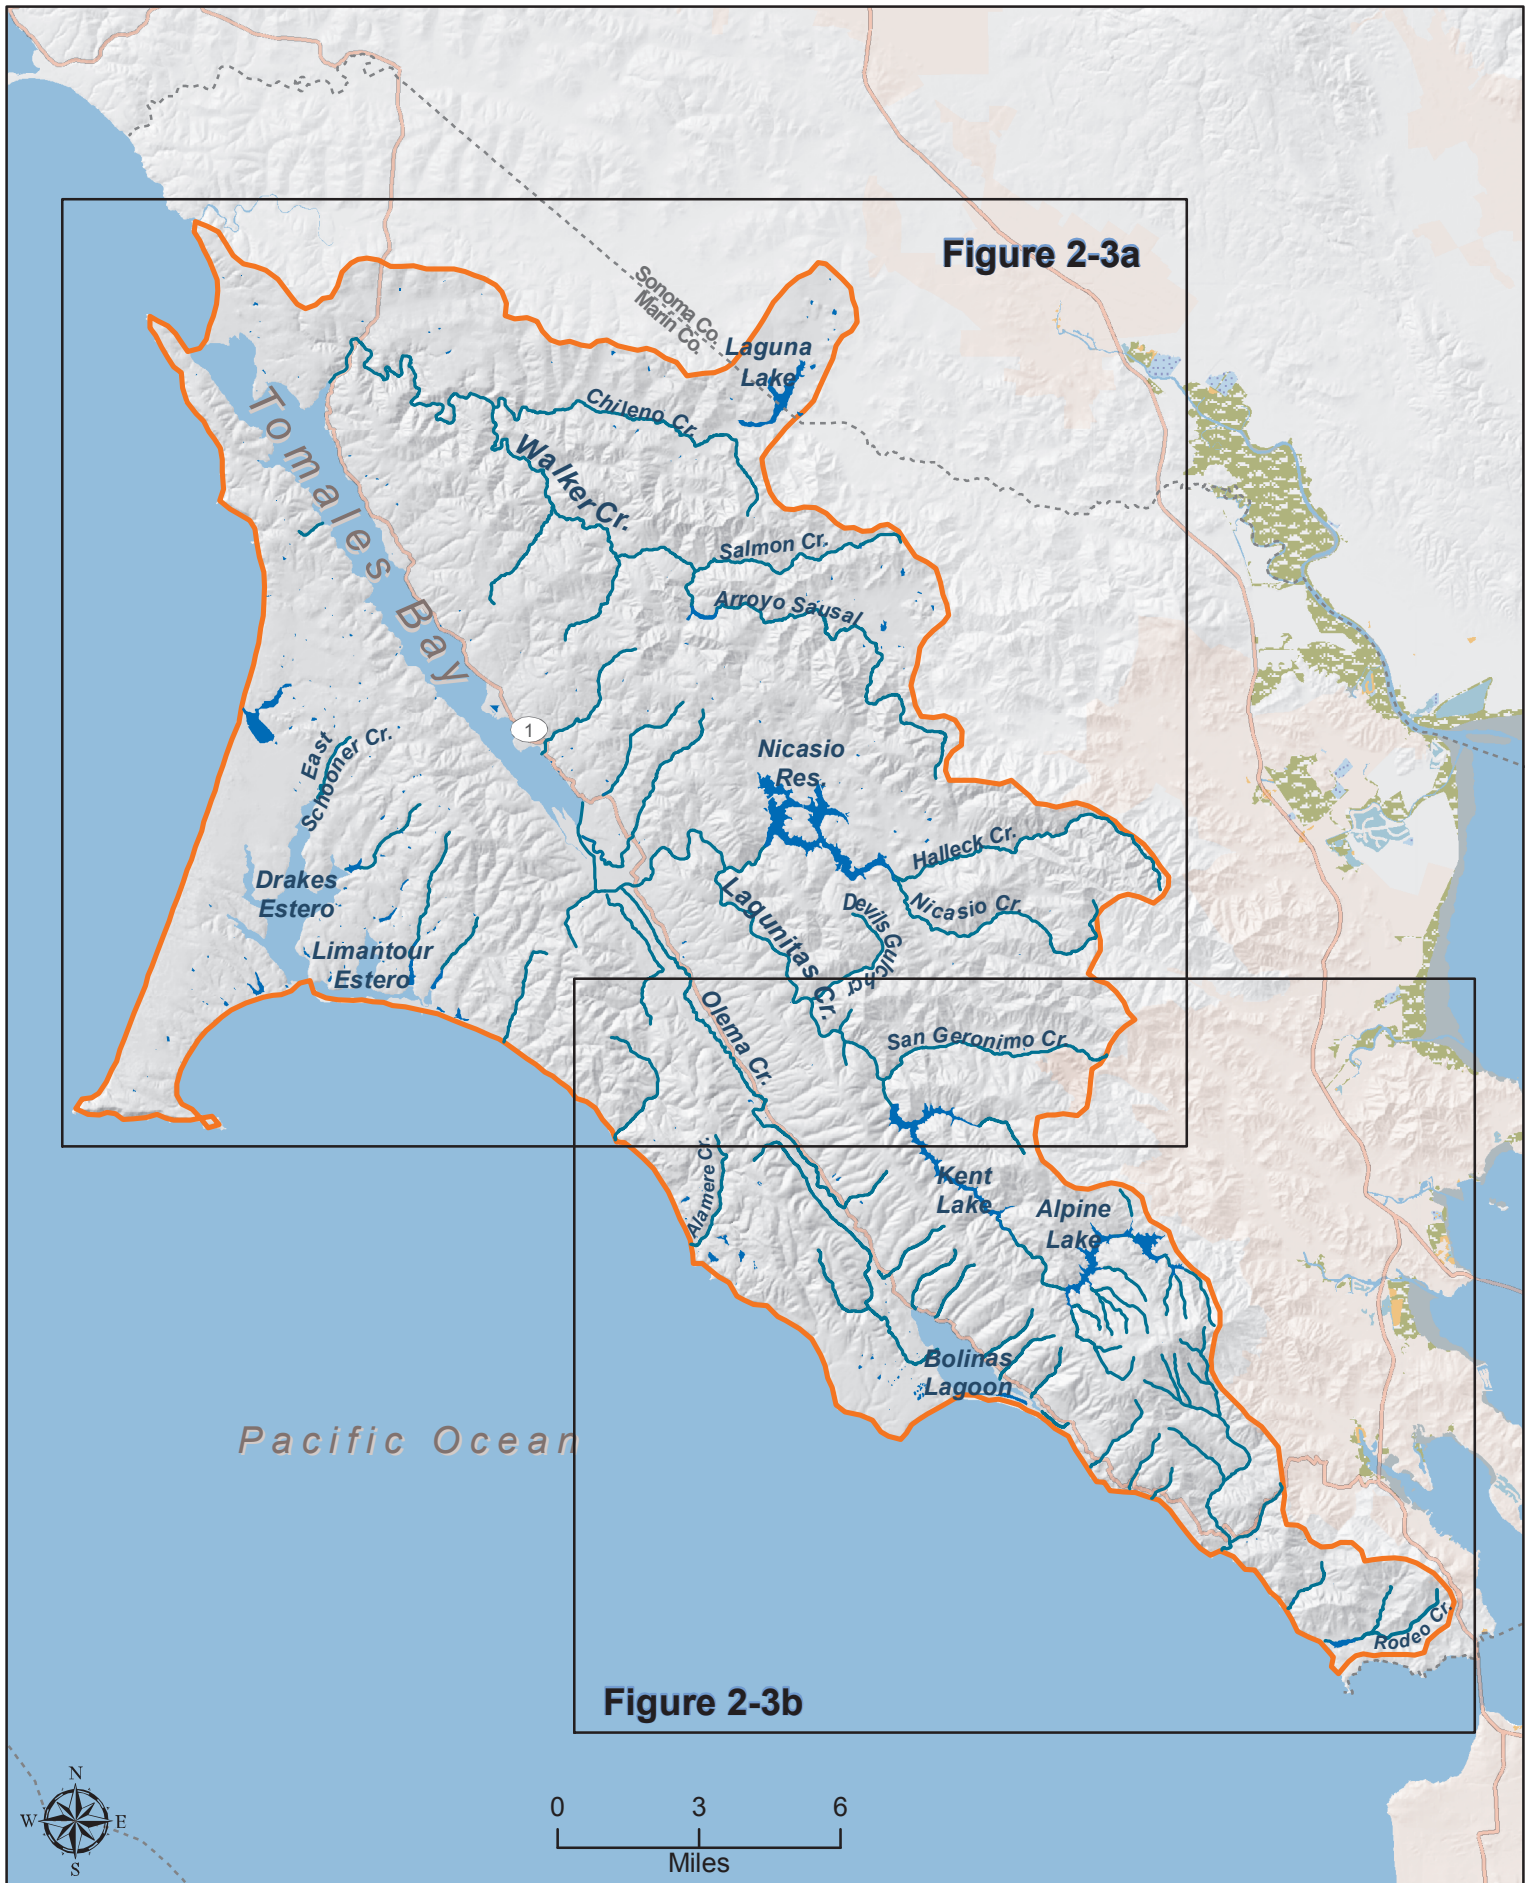 Figure 2-3a
Sonoma Co.
Marin Co.
Laguna
Lake
Chileno Cr.
Tomales Bay
Walker Cr.
Salmon Cr.
Arroyo Sausal
1
East
Schooner Cr.
Nicasio
Res.
Halleck Cr.
Drakes
Estero
Lagunitas Cr.
Devils Gulchcr
Nicasio Cr.
Limantour
Estero
Olema Cr.
San Geronimo Cr
Alamere Cr.
Kent
Lake
Alpine
Lake
Bolinas
Lagoon
Pacific Ocean
Rodeo Cr.
Figure 2-3b
N
W
E
S
0 3 6
Miles